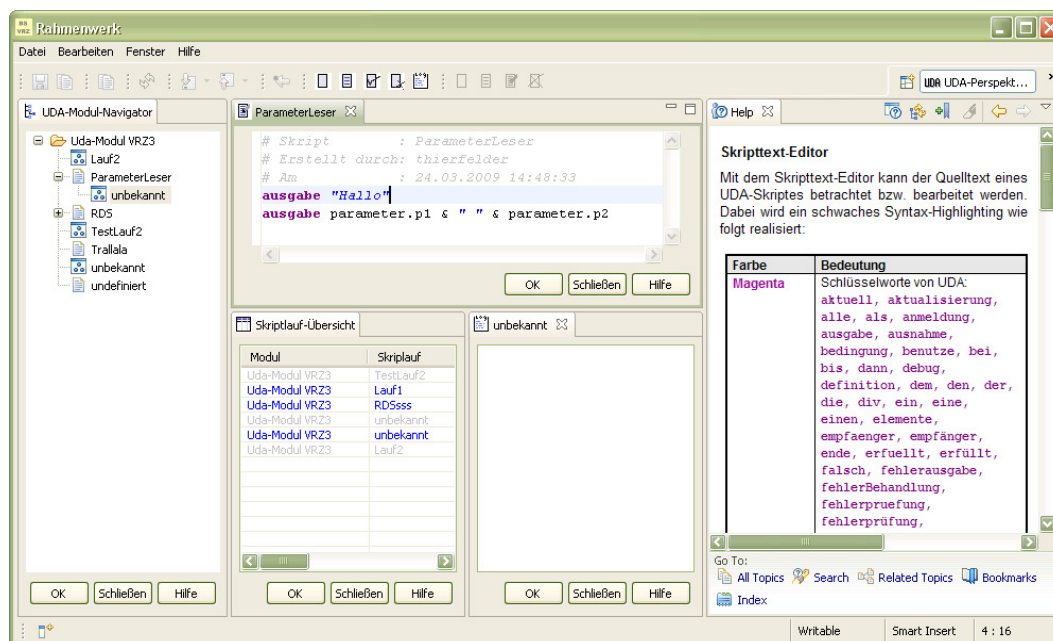 RN
VRZ
Rahmenwerk
Datei Bearbeiten Fenster Hilfe
UDA UDA-Perspekt...
UDA-Modul-Navigator
Uda-Modul VRZ3
Lauf2
ParameterLeser
unbekannt
RDS
TestLauf2
Trallala
unbekannt
undefiniert
OK Schließen Hilfe
ParameterLeser
# Skript : ParameterLeser
# Erstellt durch: thierfelder
# Am : 24.03.2009 14:48:33
ausgabe "Hallo"
ausgabe parameter.p1 & " " & parameter.p2
OK Schließen Hilfe
Skriptlauf-Übersicht
Modul Skriplauf
Uda-Modul VRZ3 TestLauf2
Uda-Modul VRZ3 Lauf1
Uda-Modul VRZ3 RDSsss
Uda-Modul VRZ3 unbekannt
Uda-Modul VRZ3 unbekannt
Uda-Modul VRZ3 Lauf2
OK Schließen Hilfe
unbekannt
OK Schließen Hilfe
Help
Skripttext-Editor
Mit dem Skripttext-Editor kann der Quelltext eines
UDA-Skriptes betrachtet bzw. bearbeitet werden.
Dabei wird ein schwaches Syntax-Highlighting wie
folgt realisiert:
Farbe Bedeutung
Magenta Schlüsselworte von UDA:
aktuell, aktualisierung,
alle, als, anmeldung,
ausgabe, ausnahme,
bedingung, benutze, bei,
bis, dann, debug,
definition, dem, den, der,
die, div, ein, eine,
einen, elemente,
empfaenger, empfänger,
ende, erfuellt, erfüllt,
falsch, fehlerausgabe,
fehlerBehandlung,
fehlerpruefung,
fehlerprüfung,
Go To:
All Topics Search Related Topics Bookmarks
Index
Writable Smart Insert 4 : 16